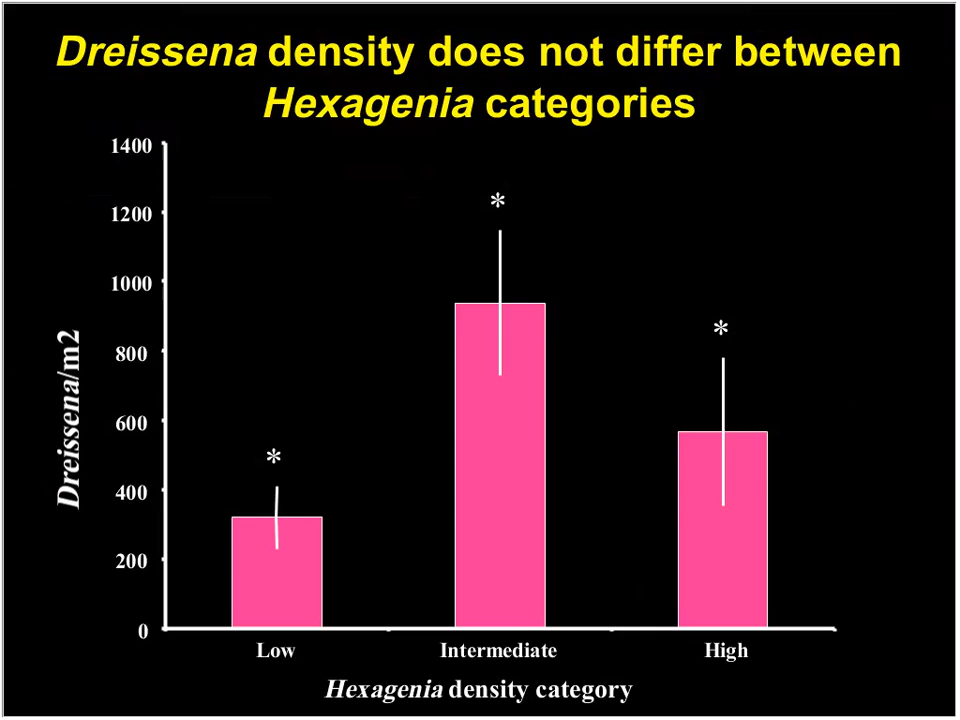 Dreissena density does not differ between
Hexagenia categories
1400
1200
1000
800
600
400
200
0
Dreissena/m2
*
*
*
Low Intermediate High
Hexagenia density category